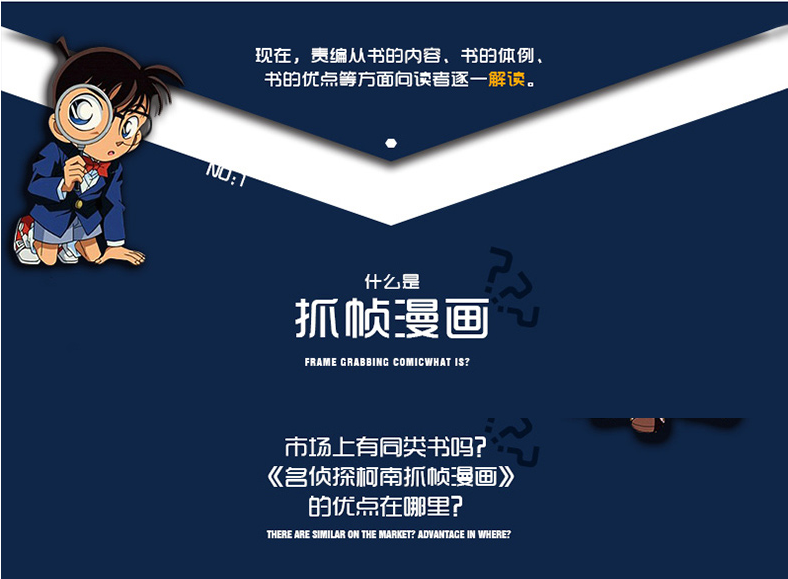 现在，责编从书的内容、书的体例、
书的优点等方面向读者逐一解读。
NO:1
什么是
抓帧漫画
???
FRAME GRABBING COMICWHAT IS?
???
市场上有同类书吗?
《名侦探柯南抓帧漫画》
的优点在哪里?
THERE ARE SIMILAR ON THE MARKET? ADVANTAGE IN WHERE?